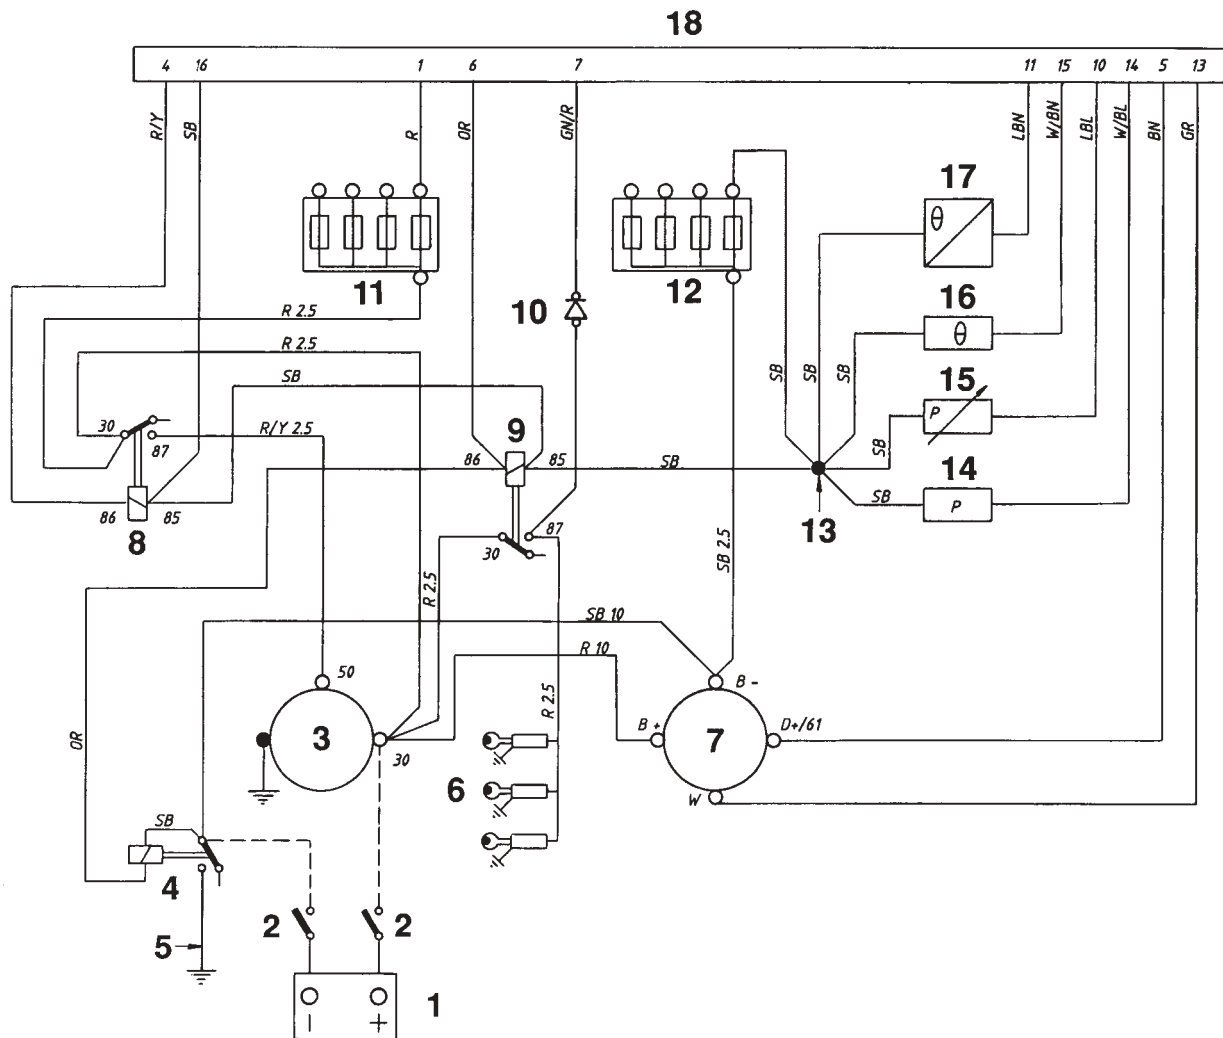 18
4 16 1 6 7 11 15 10 14 5 13
R/Y SB R OR GN/R LBN W/BN LBL W/BL BN GR
17
θ
11 12
10
16
θ
R 2.5
R 2.5
SB
SB SB SB
15
P
30
87
R/Y 2.5
9
86 85
SB
SB
14
SB
P
86 85
8
13
87
30
R 2.5
SB 2.5
SB 10
R 10
50
B -
R 2.5
3
B + 7 D+/61
30
OR
6
W
SB
4
2 2
5
1
- +